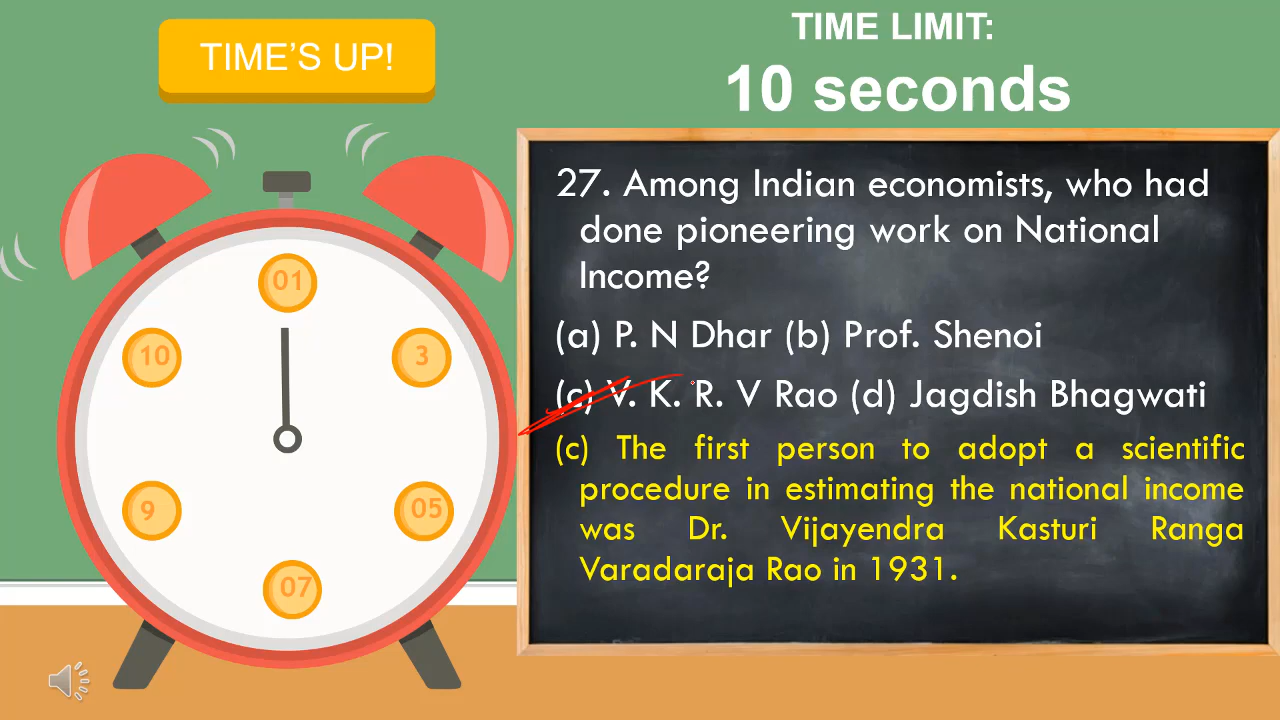 TIME'S UP!
TIME LIMIT:
10 seconds
01
10
3
9
05
07
27. Among Indian economists, who had
done pioneering work on National
Income?
(a) P. N Dhar (b) Prof. Shenoi
(c) V. K. R. V Rao (d) Jagdish Bhagwati
(c) The first person to adopt a scientific
procedure in estimating the national income
was Dr. Vijayendra Kasturi Ranga
Varadaraja Rao in 1931.